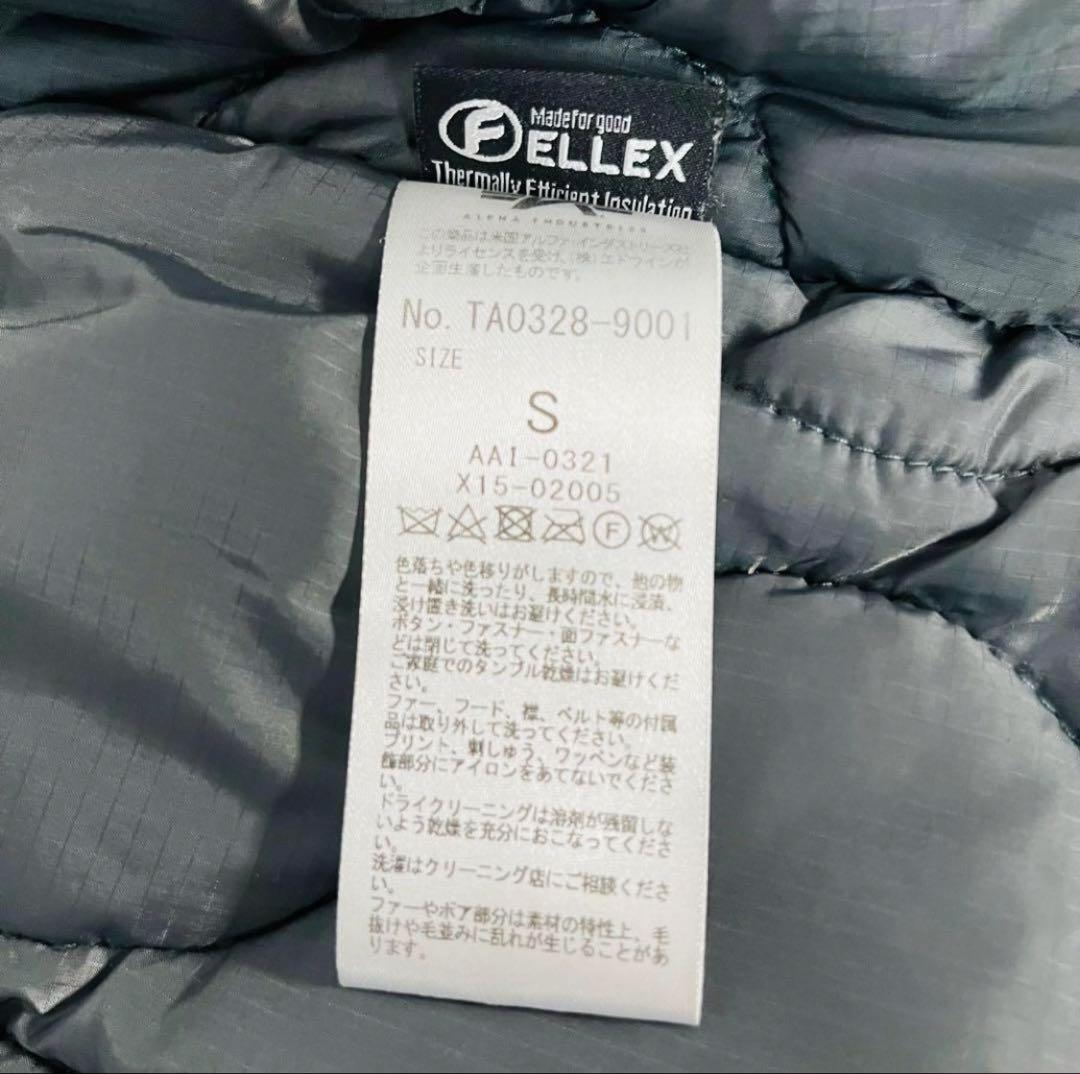 Made for good
FELLEX
Thermally Efficient Insulation
ALPHA INDUSTRIES
この商品は米国アルファ・インダストリーズ社
よりライセンスを受け、(株)エドウインが
企画生産したものです。
No. TA0328-9001
SIZE
S
AAI-0321
X15-02005
F W
色落ちや色移りがしますので、他の物
と一緒に洗ったり、長時間水に浸漬、
浸け置き洗いはお避けください。
ボタン・ファスナー・面ファスナーな
どは閉じて洗ってください。
ご家庭でのタンブル乾燥はお避けくだ
さい。
ファー、フード、襟、ベルト等の付属
品は取り外して洗ってください。
プリント、刺しゅう、ワッペンなど装
飾部分にアイロンをあてないでくださ
い。
ドライクリーニングは溶剤が残留しな
いよう乾燥を充分におこなってくださ
い。
洗濯はクリーニング店にご相談くださ
い。
ファーやボア部分は素材の特性上、毛
抜けや毛並みに乱れが生じることがあ
ります。